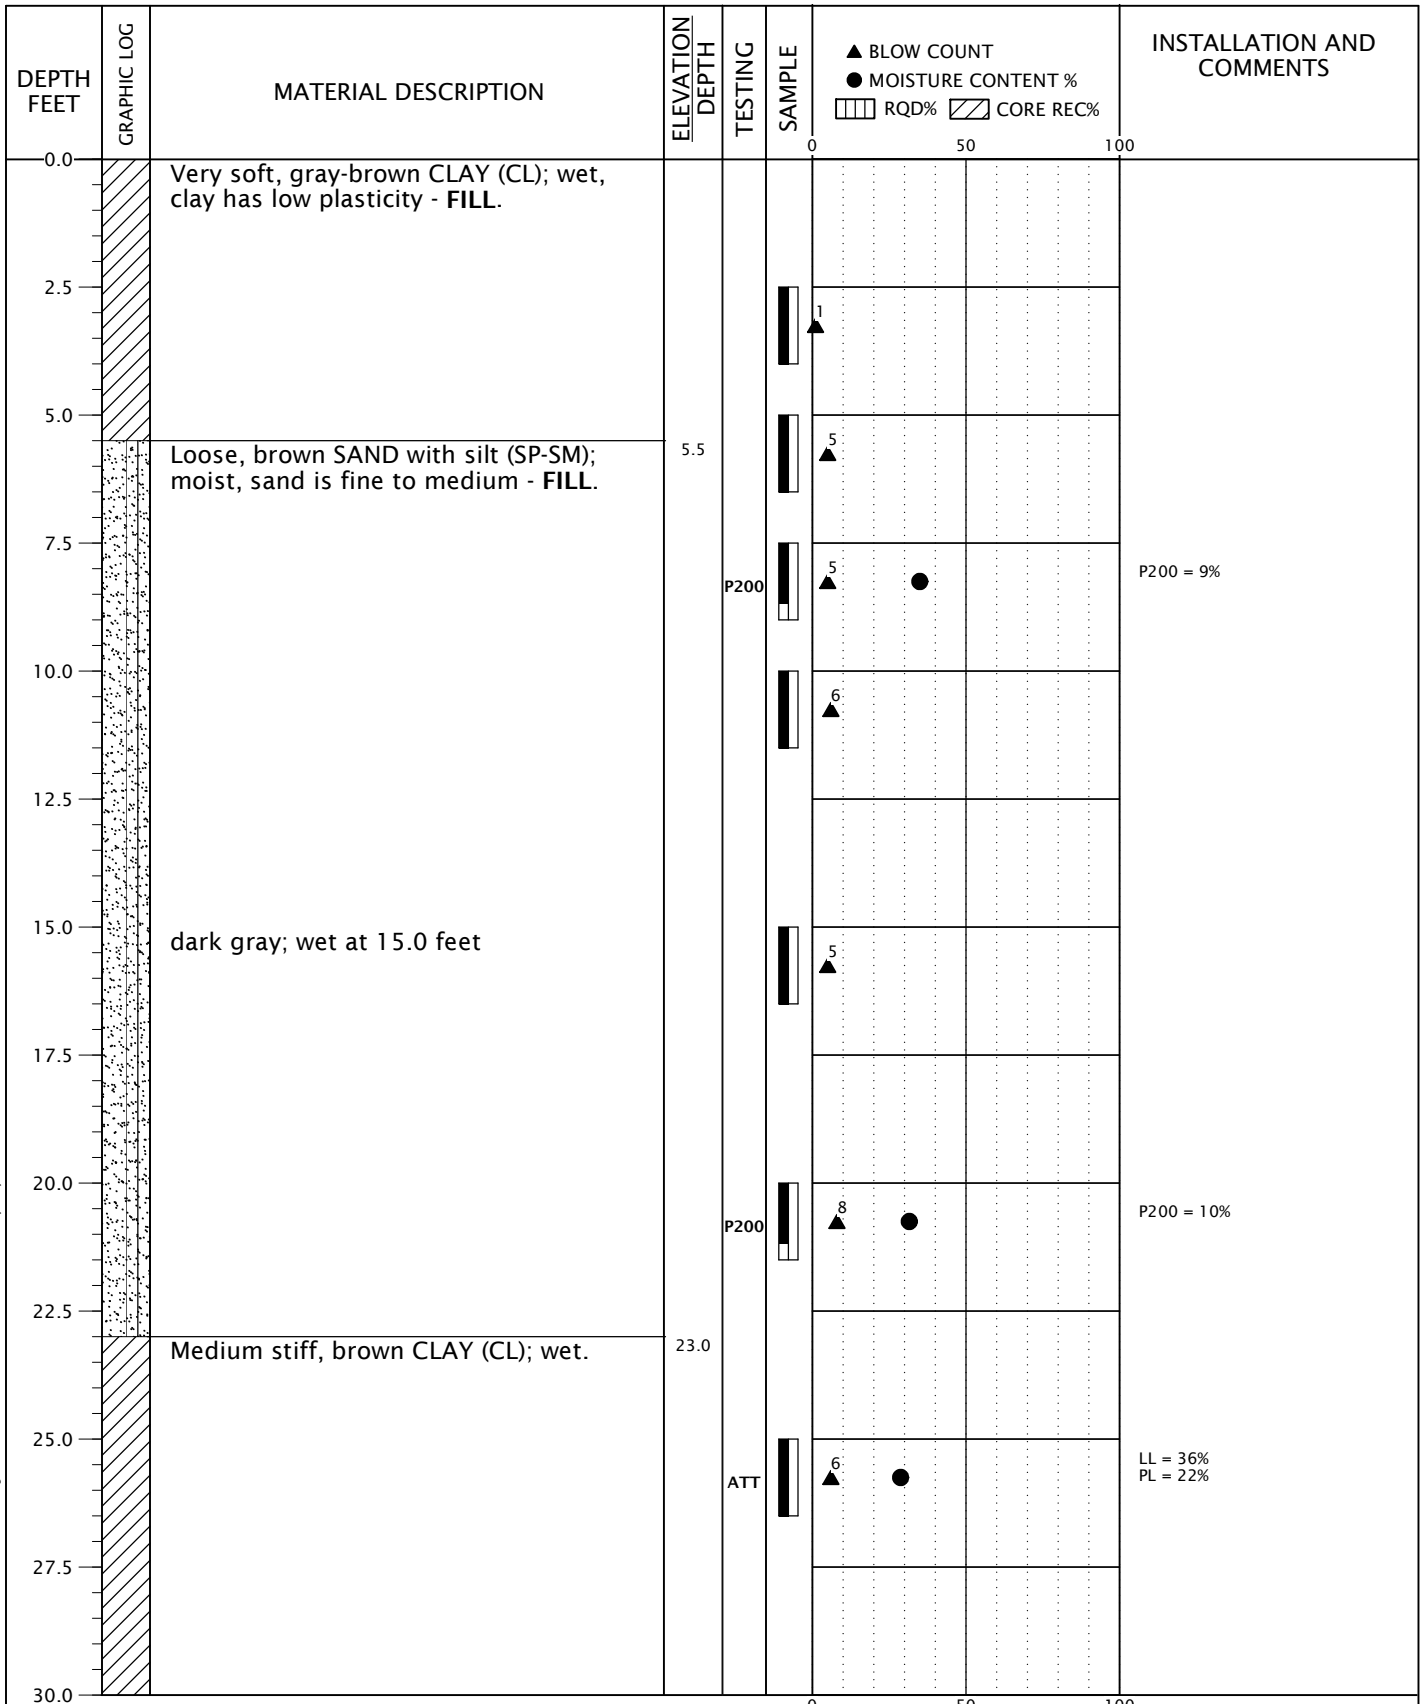 DEPTH
FEET
GRAPHIC LOG
MATERIAL DESCRIPTION
ELEVATION
DEPTH
TESTING
SAMPLE
▲ BLOW COUNT
● MOISTURE CONTENT %
RQD% CORE REC%
0 50 100
INSTALLATION AND
COMMENTS
0.0
Very soft, gray-brown CLAY (CL); wet,
clay has low plasticity - FILL.
2.5
1
5.0
5
Loose, brown SAND with silt (SP-SM);
moist, sand is fine to medium - FILL.
5.5
7.5
P200
5
P200 = 9%
10.0
6
12.5
15.0
dark gray; wet at 15.0 feet
5
17.5
20.0
P200
8
P200 = 10%
22.5
Medium stiff, brown CLAY (CL); wet.
23.0
25.0
ATT
6
LL = 36%
PL = 22%
27.5
30.0
0 50 100